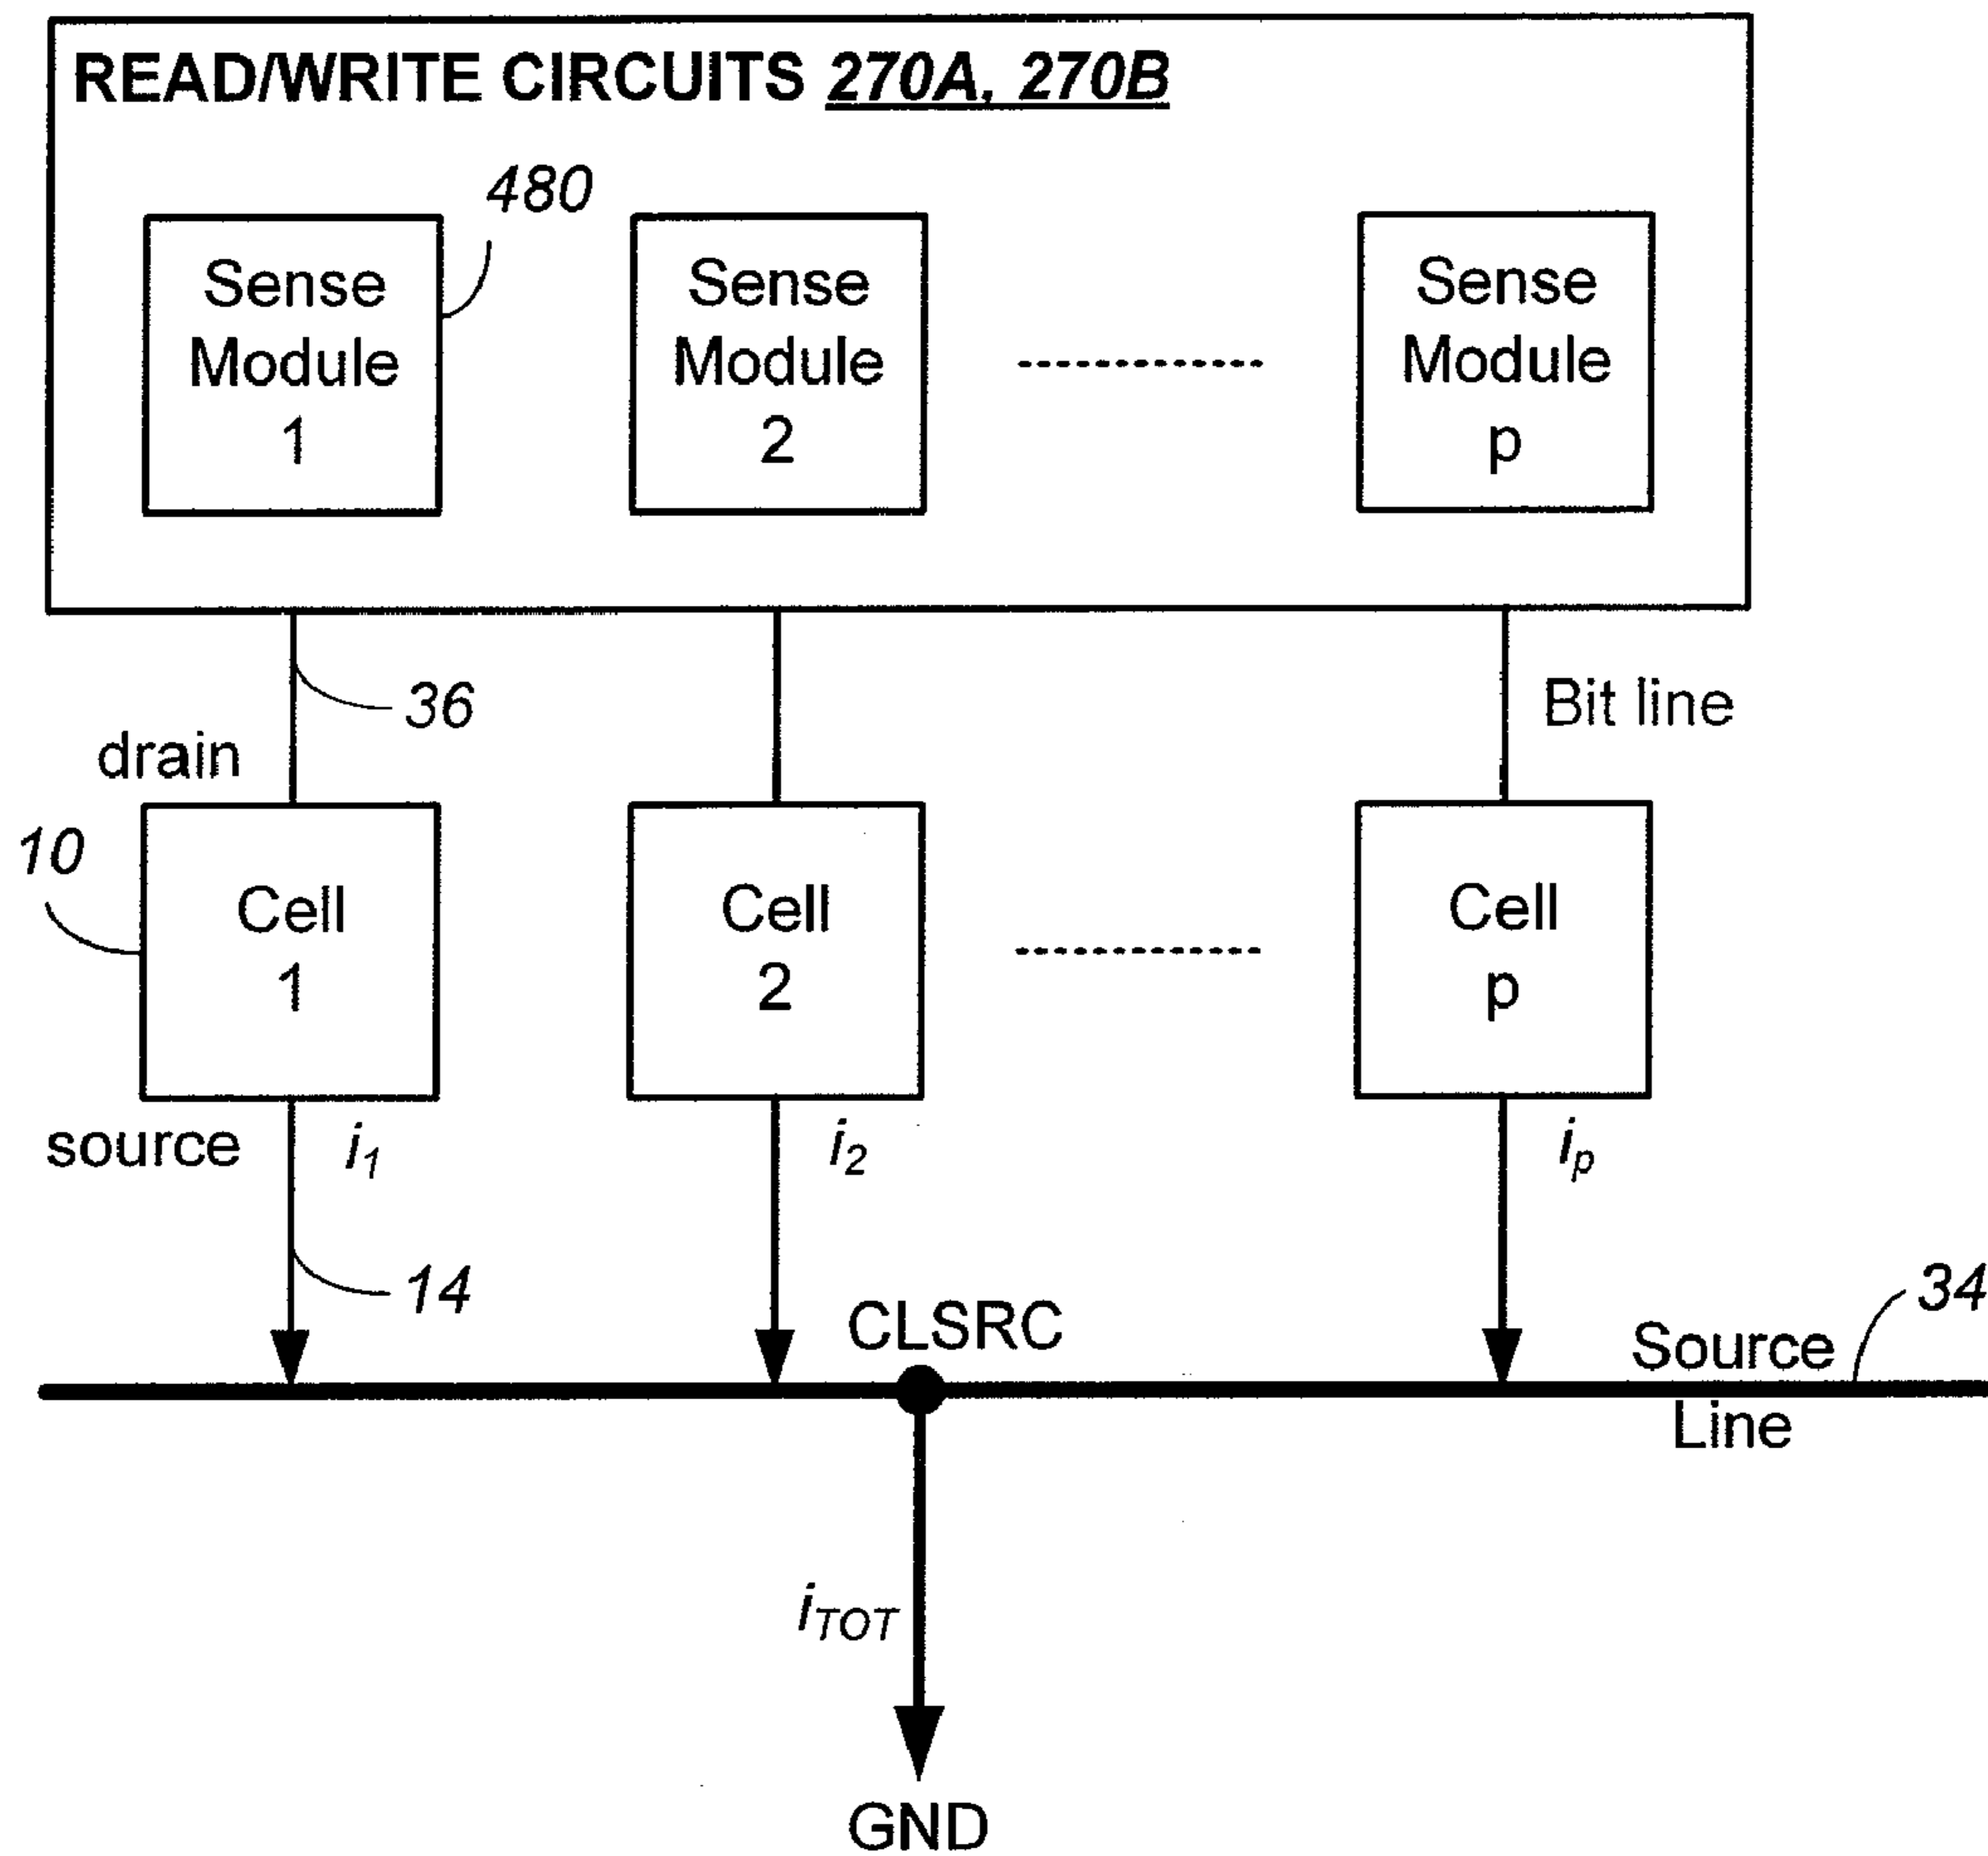 READ/WRITE CIRCUITS 270A, 270B
480
Sense
Module
1
Sense
Module
2
Sense
Module
p
36
Bit line
drain
10
Cell
1
Cell
2
Cell
p
source
i1
i2
ip
14
CLSRC
34
Source
Line
iTOT
GND